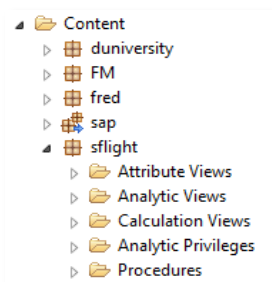 Content
duniversity
FM
fred
sap
sflight
Attribute Views
Analytic Views
Calculation Views
Analytic Privileges
Procedures